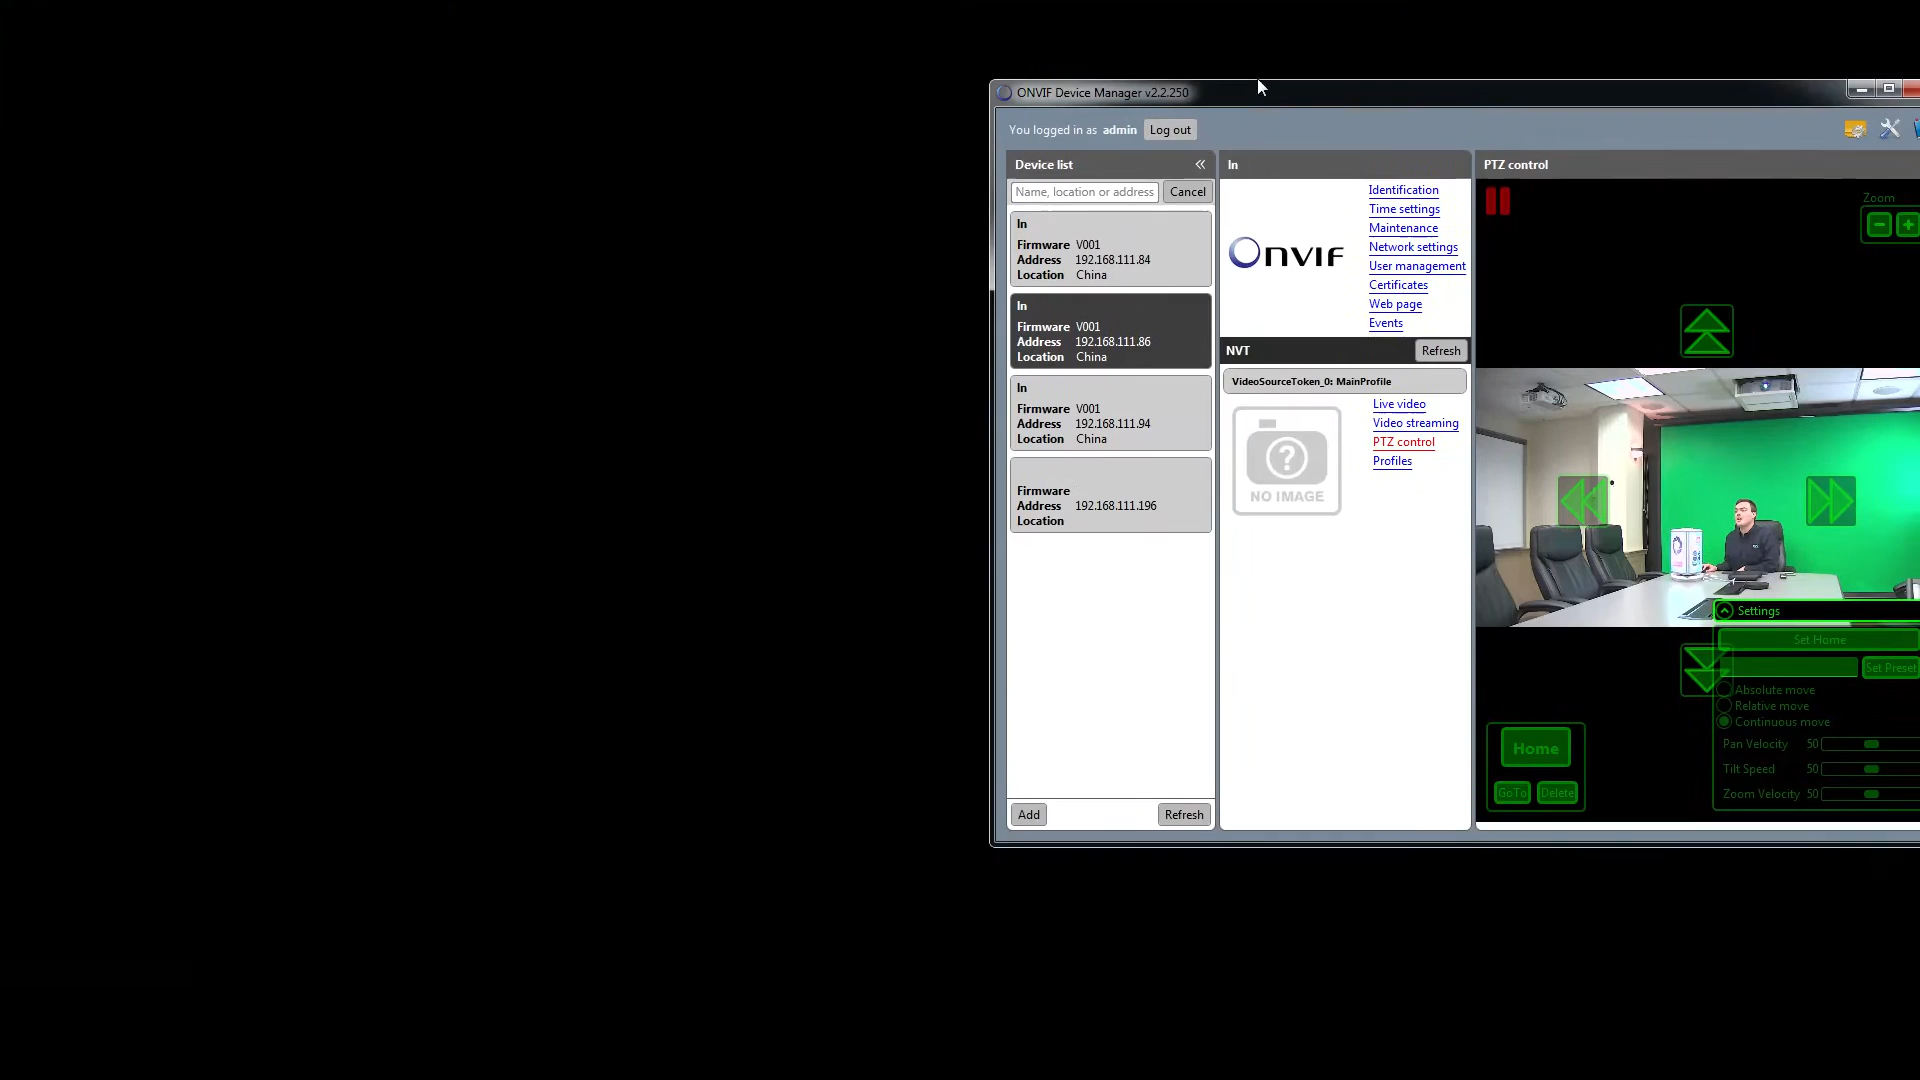 ONVIF Device Manager v2.2.250
You logged in as admin Log out
Device list
Name, location or address Cancel
In
Firmware V001
Address 192.168.111.84
Location China
In
Firmware V001
Address 192.168.111.86
Location China
In
Firmware V001
Address 192.168.111.94
Location China
Firmware
Address 192.168.111.196
Location
Add Refresh
In
ONVIF
Identification
Time settings
Maintenance
Network settings
User management
Certificates
Web page
Events
NVT Refresh
VideoSourceToken_0: MainProfile
NO IMAGE
Live video
Video streaming
PTZ control
Profiles
PTZ control
Zoom
Settings
Set Home
Set Preset
Absolute move
Relative move
Continuous move
Pan Velocity 50
Tilt Speed 50
Zoom Velocity 50
Home
GoTo Delete